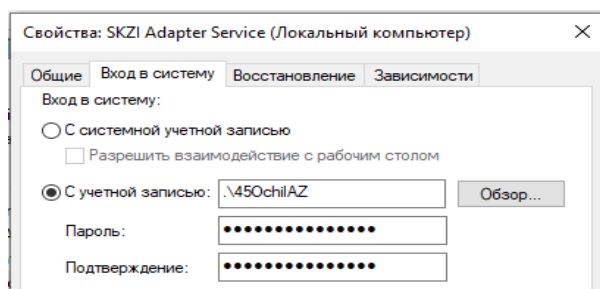 Свойства: SKZI Adapter Service (Локальный компьютер)
Общие Вход в систему Восстановление Зависимости
Вход в систему:
С системной учетной записью
Разрешить взаимодействие с рабочим столом
С учетной записью: .\45OchilAZ Обзор...
Пароль: •••••••••••••••
Подтверждение: •••••••••••••••